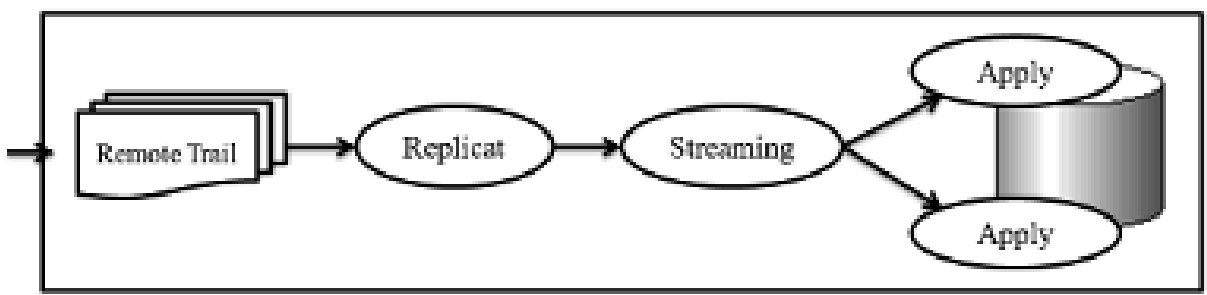 Remote Trail
Replicat
Streaming
Apply
Apply